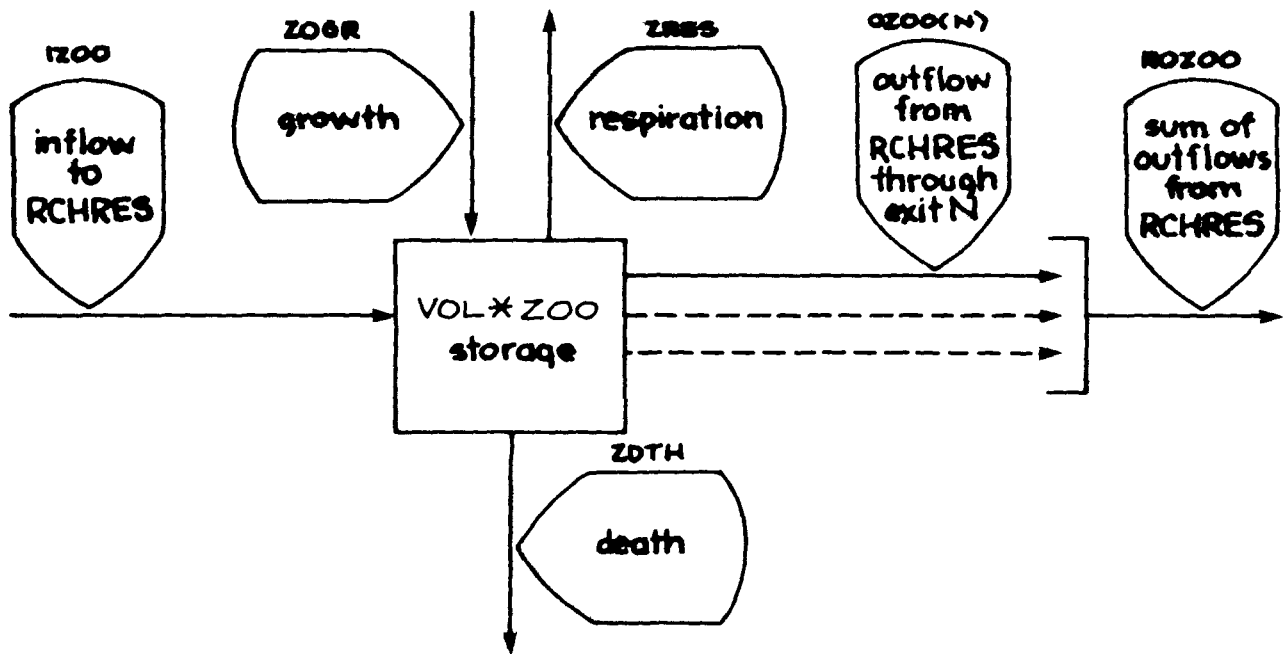 IZOO
inflow
to
RCHRES
ZOGR
growth
ZRES
respiration
OZOO(N)
outflow
from
RCHRES
through
exit N
ROZOO
sum of
outflows
from
RCHRES
VOL*ZOO
storage
ZDTH
death